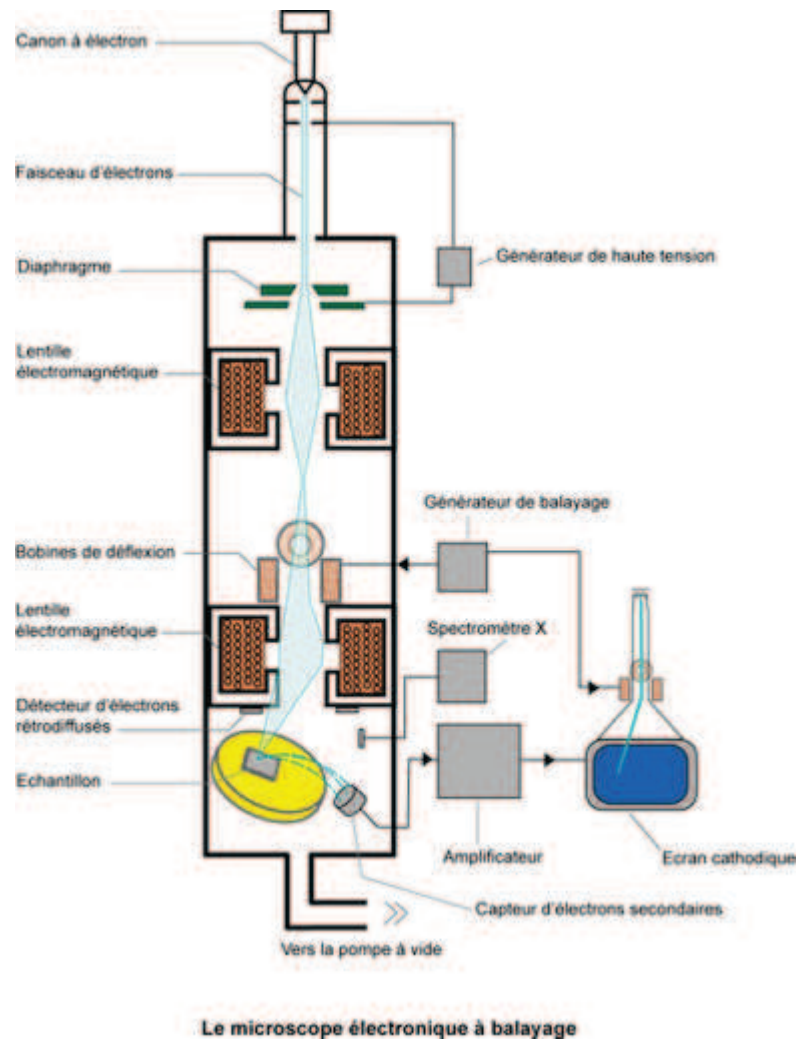 Canon à électron
Faisceau d'électrons
Diaphragme
Générateur de haute tension
Lentille
électromagnétique
Générateur de balayage
Bobines de déflexion
Lentille
électromagnétique
Spectromètre X
Détecteur d'électrons
rétrodiffusés
Echantillon
Amplificateur
Ecran cathodique
Capteur d'électrons secondaires
Vers la pompe à vide
Le microscope électronique à balayage